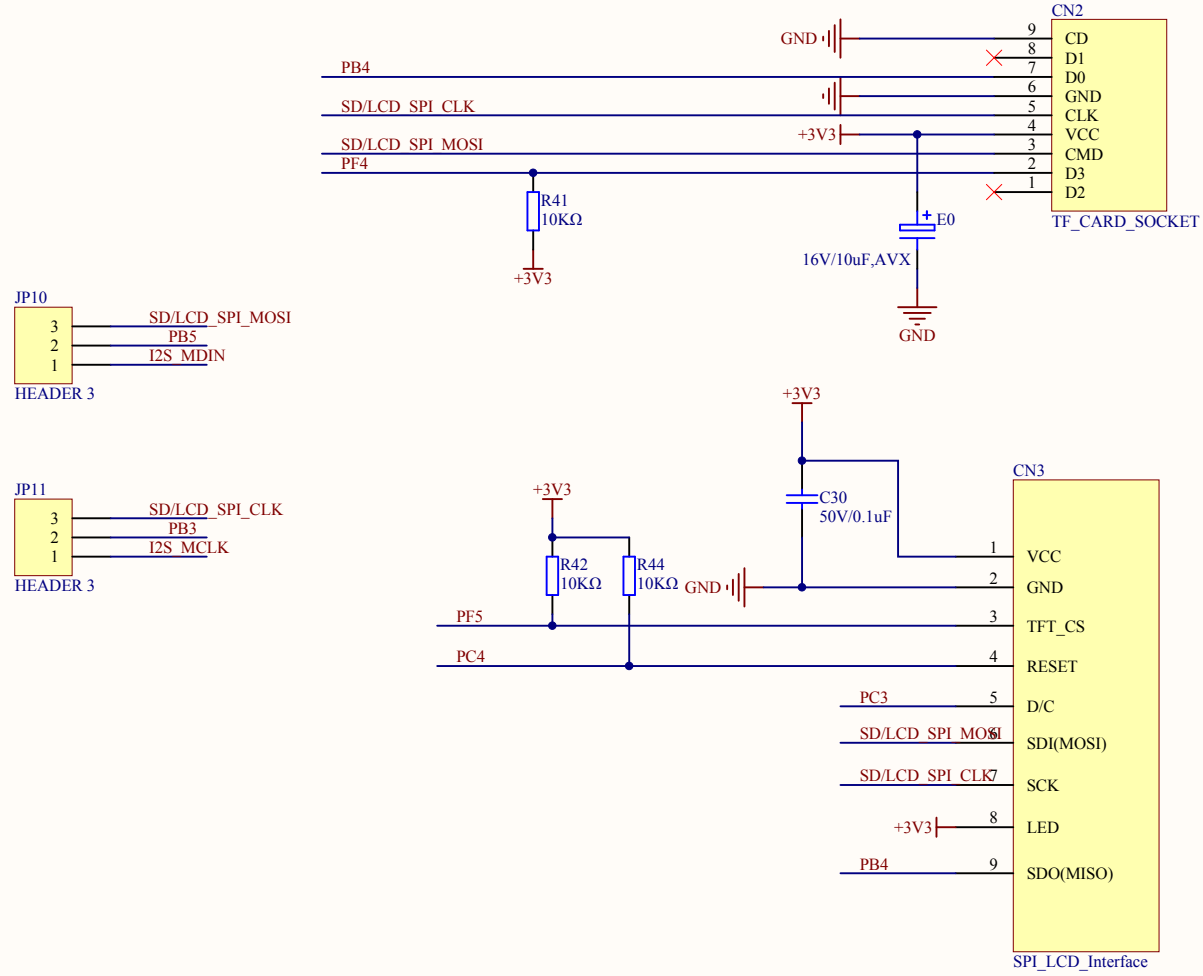 CN2
GND
9
CD
8
D1
PB4
7
D0
6
GND
SD/LCD_SPI_CLK
5
CLK
+3V3
4
VCC
SD/LCD_SPI_MOSI
3
CMD
PF4
2
D3
1
D2
R41
10KΩ
+3V3
E0
16V/10uF,AVX
GND
TF_CARD_SOCKET
JP10
3
SD/LCD_SPI_MOSI
2
PB5
1
I2S_MDIN
HEADER 3
JP11
3
SD/LCD_SPI_CLK
2
PB3
1
I2S_MCLK
HEADER 3
+3V3
C30
50V/0.1uF
+3V3
R42
10KΩ
R44
10KΩ
GND
CN3
1
VCC
2
GND
PF5
3
TFT_CS
PC4
4
RESET
PC3
5
D/C
SD/LCD_SPI_MOSI
6
SDI(MOSI)
SD/LCD_SPI_CLK
7
SCK
+3V3
8
LED
PB4
9
SDO(MISO)
SPI_LCD_Interface